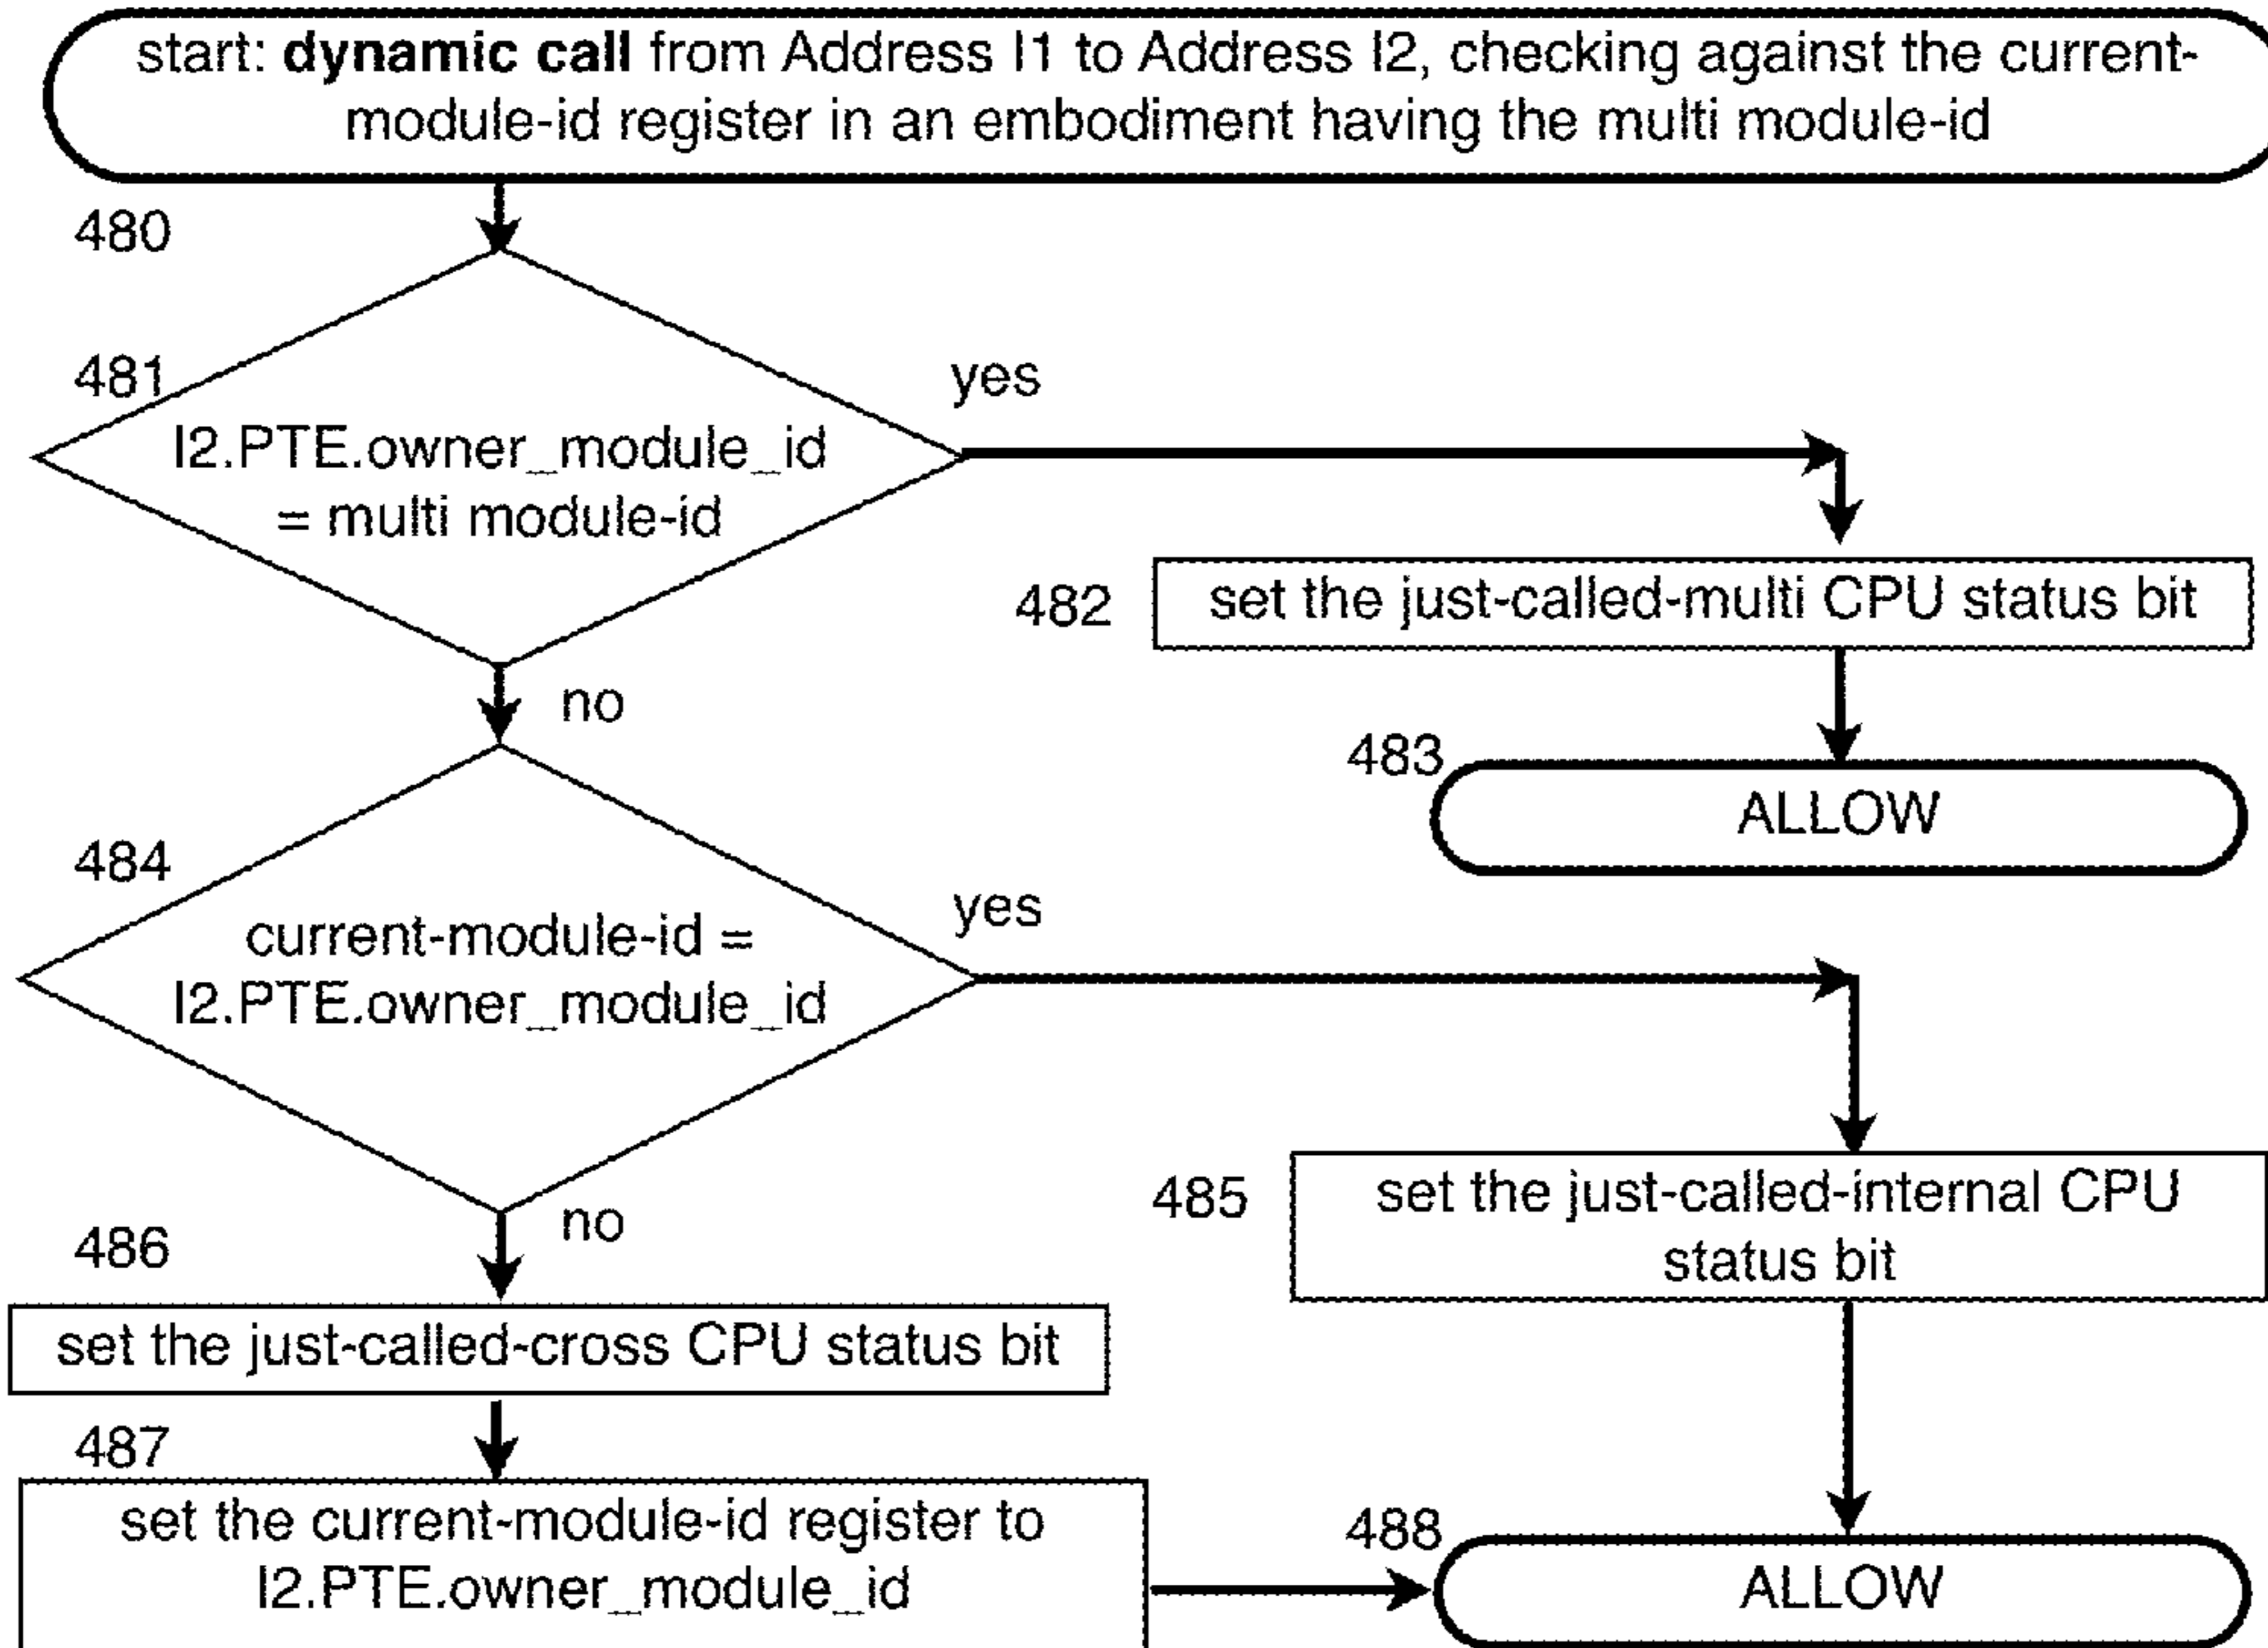 start: dynamic call from Address I1 to Address I2, checking against the current-
module-id register in an embodiment having the multi module-id
480
481
yes
I2.PTE.owner_module_id
= multi module-id
482
set the just-called-multi CPU status bit
no
483
ALLOW
484
yes
current-module-id =
I2.PTE.owner_module_id
485
set the just-called-internal CPU
status bit
no
486
set the just-called-cross CPU status bit
487
set the current-module-id register to
I2.PTE.owner_module_id
488
ALLOW